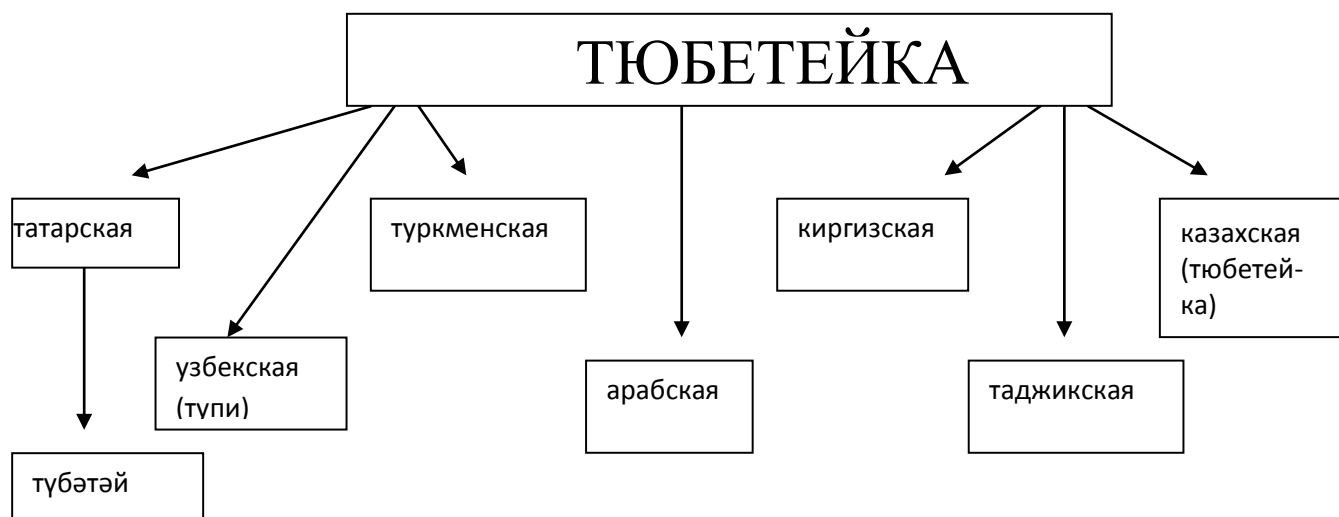 ТЮБЕТЕЙКА
татарская
туркменская
киргизская
казахская
(тюбетей-
ка)
узбекская
(тупи)
арабская
таджикская
түбәтәй